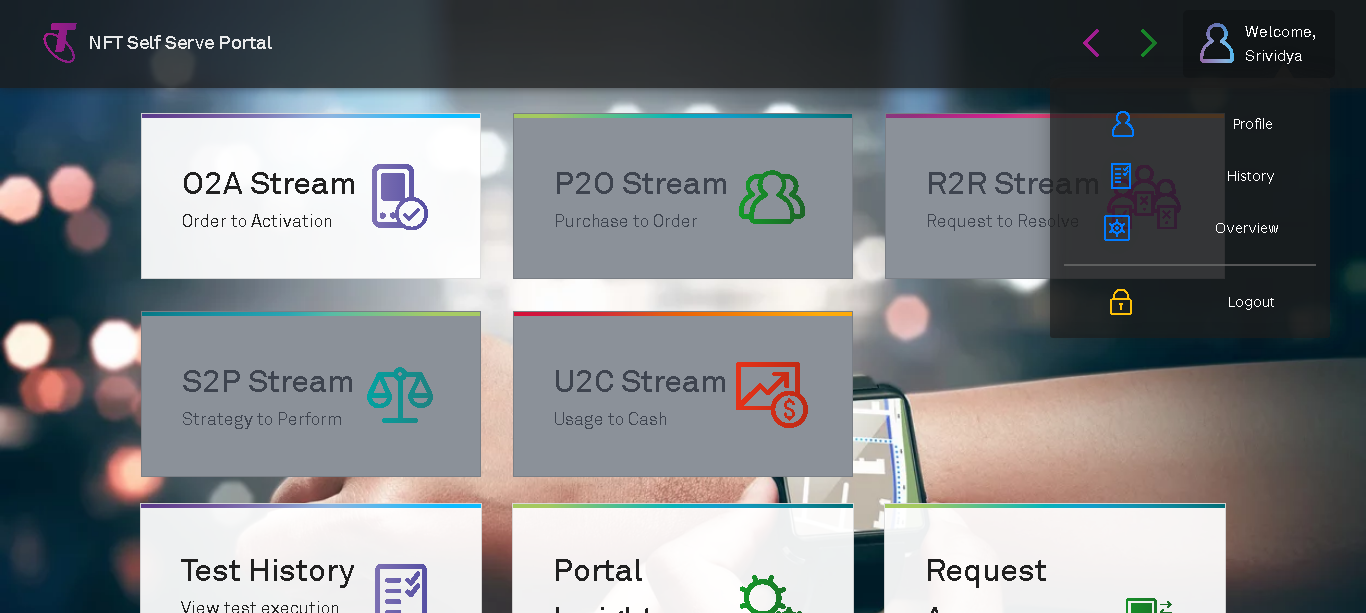 NFT Self Serve Portal
Welcome,
Srividya
Profile
History
Overview
Logout
O2A Stream
Order to Activation
P2O Stream
Purchase to Order
R2R Stream
Request to Resolve
S2P Stream
Strategy to Perform
U2C Stream
Usage to Cash
Test History
View test execution
Portal
Request